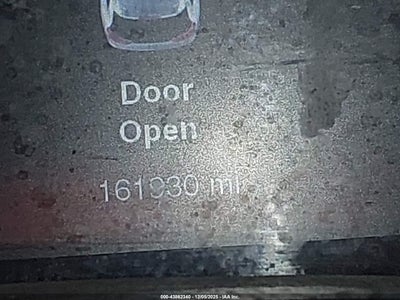 Door
Open
mi
000-43882340 - 12/05/2025 - IAA Inc.